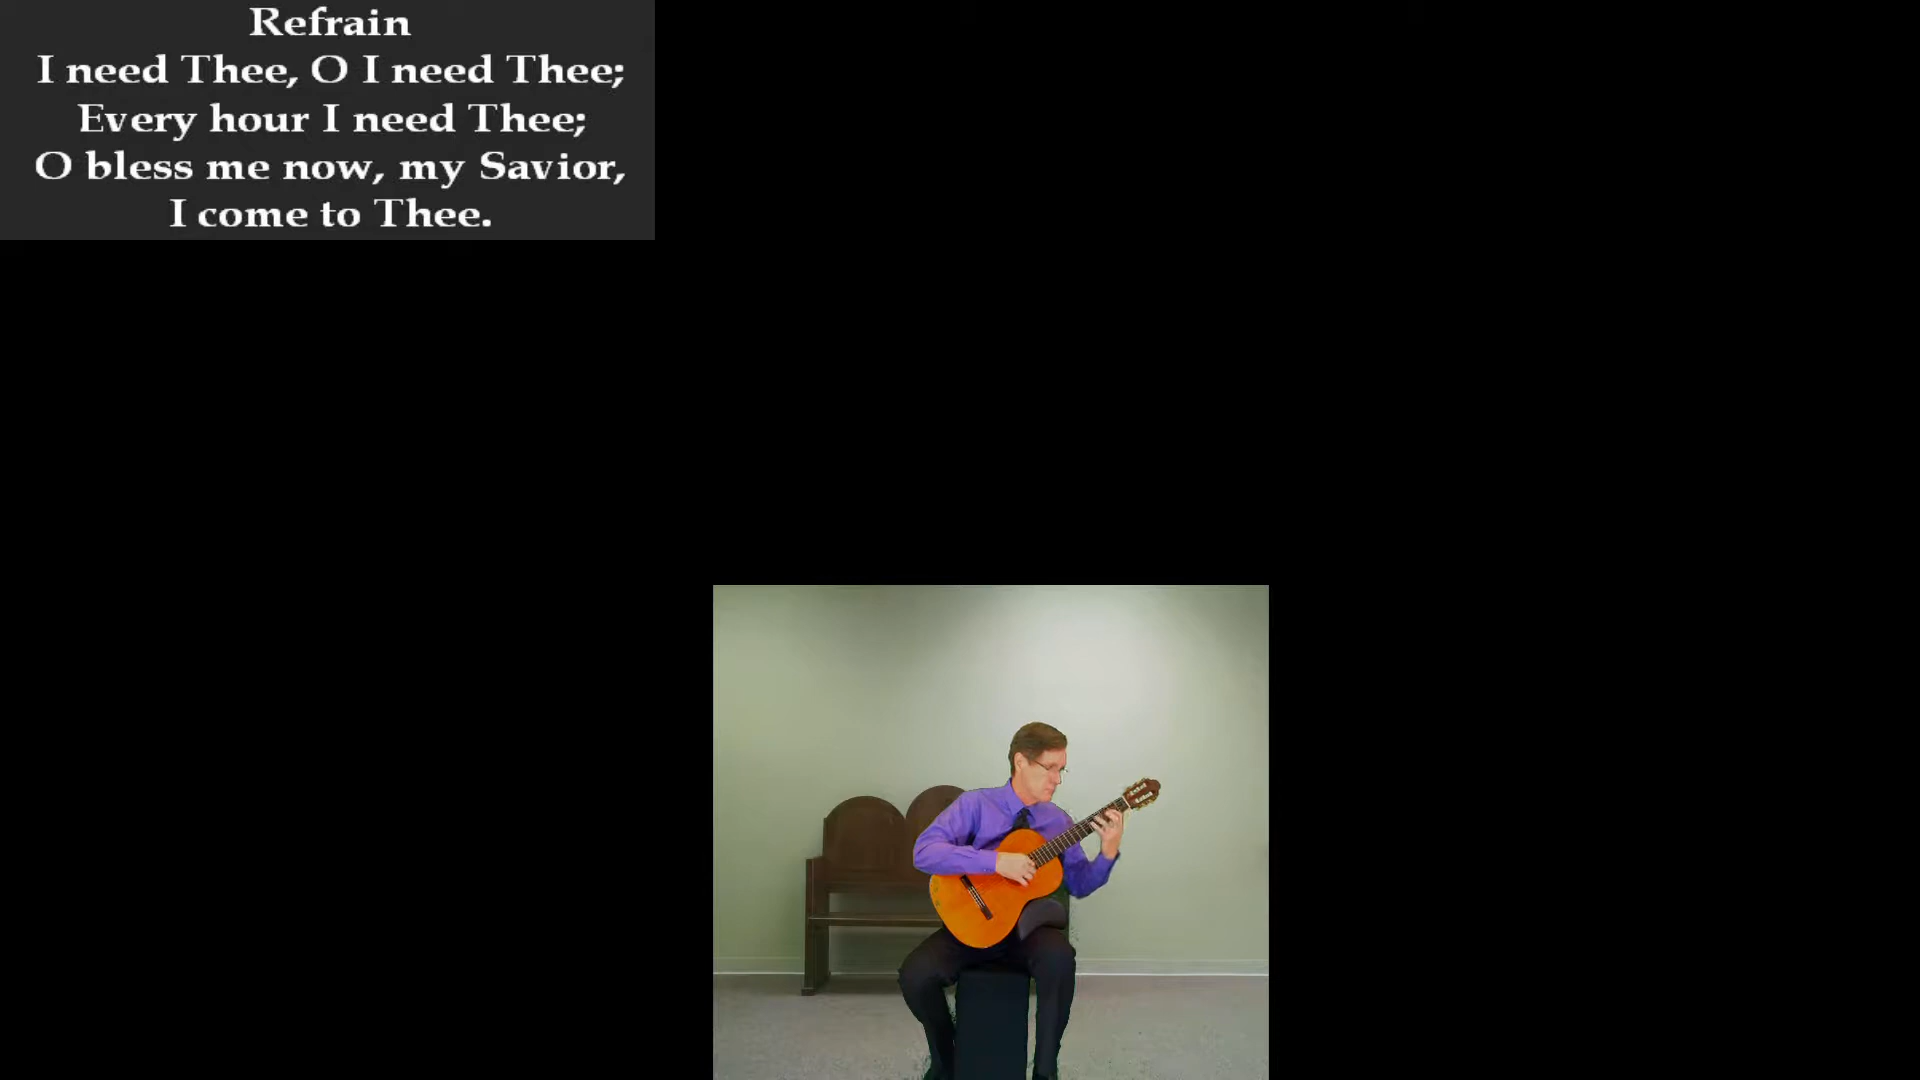 Refrain
I need Thee, O I need Thee;
Every hour I need Thee;
O bless me now, my Savior,
I come to Thee.